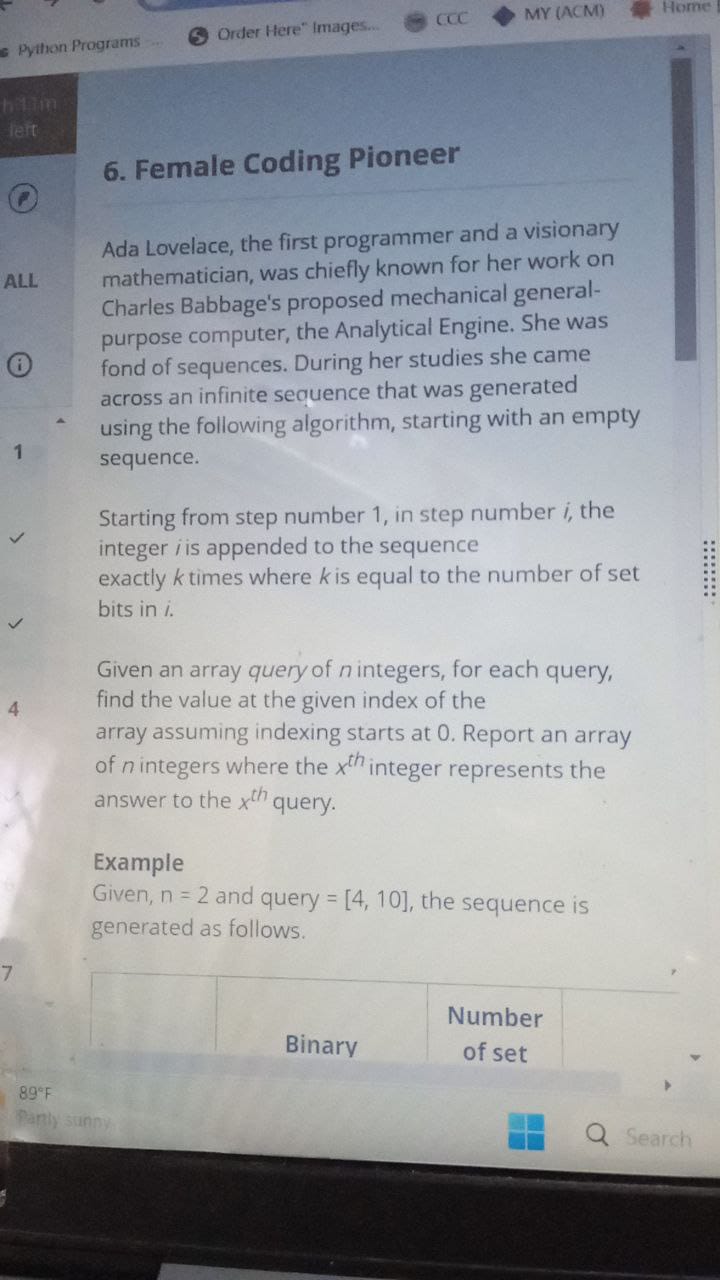 Python Programs ...
Order Here" Images...
CCC
MY (ACM)
Home
left
ALL
1
4
7
6. Female Coding Pioneer
Ada Lovelace, the first programmer and a visionary
mathematician, was chiefly known for her work on
Charles Babbage's proposed mechanical general-
purpose computer, the Analytical Engine. She was
fond of sequences. During her studies she came
across an infinite sequence that was generated
using the following algorithm, starting with an empty
sequence.
Starting from step number 1, in step number i, the
integer i is appended to the sequence
exactly k times where k is equal to the number of set
bits in i.
Given an array query of n integers, for each query,
find the value at the given index of the
array assuming indexing starts at 0. Report an array
of n integers where the xth integer represents the
answer to the xth query.
Example
Given, n = 2 and query = [4, 10], the sequence is
generated as follows.
Number
Binary
of set
89°F
Partly sunny
Search